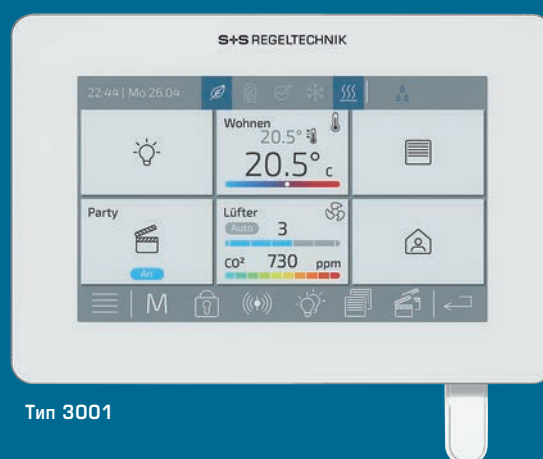 S+S REGELTECHNIK
22:44 | Mo 26.04
Wohnen
20.5°
20.5° c
Party
An
Lüfter
Auto 3
CO² 730 ppm
M
Тип 3001